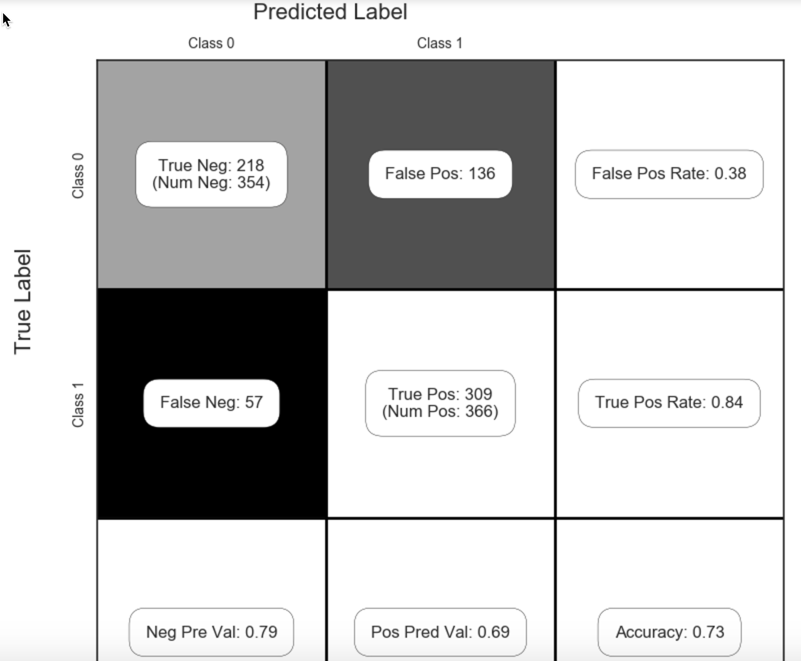 Predicted Label
Class 0
Class 1
True Label
Class 0
True Neg: 218
(Num Neg: 354)
False Pos: 136
False Pos Rate: 0.38
Class 1
False Neg: 57
True Pos: 309
(Num Pos: 366)
True Pos Rate: 0.84
Neg Pre Val: 0.79
Pos Pred Val: 0.69
Accuracy: 0.73